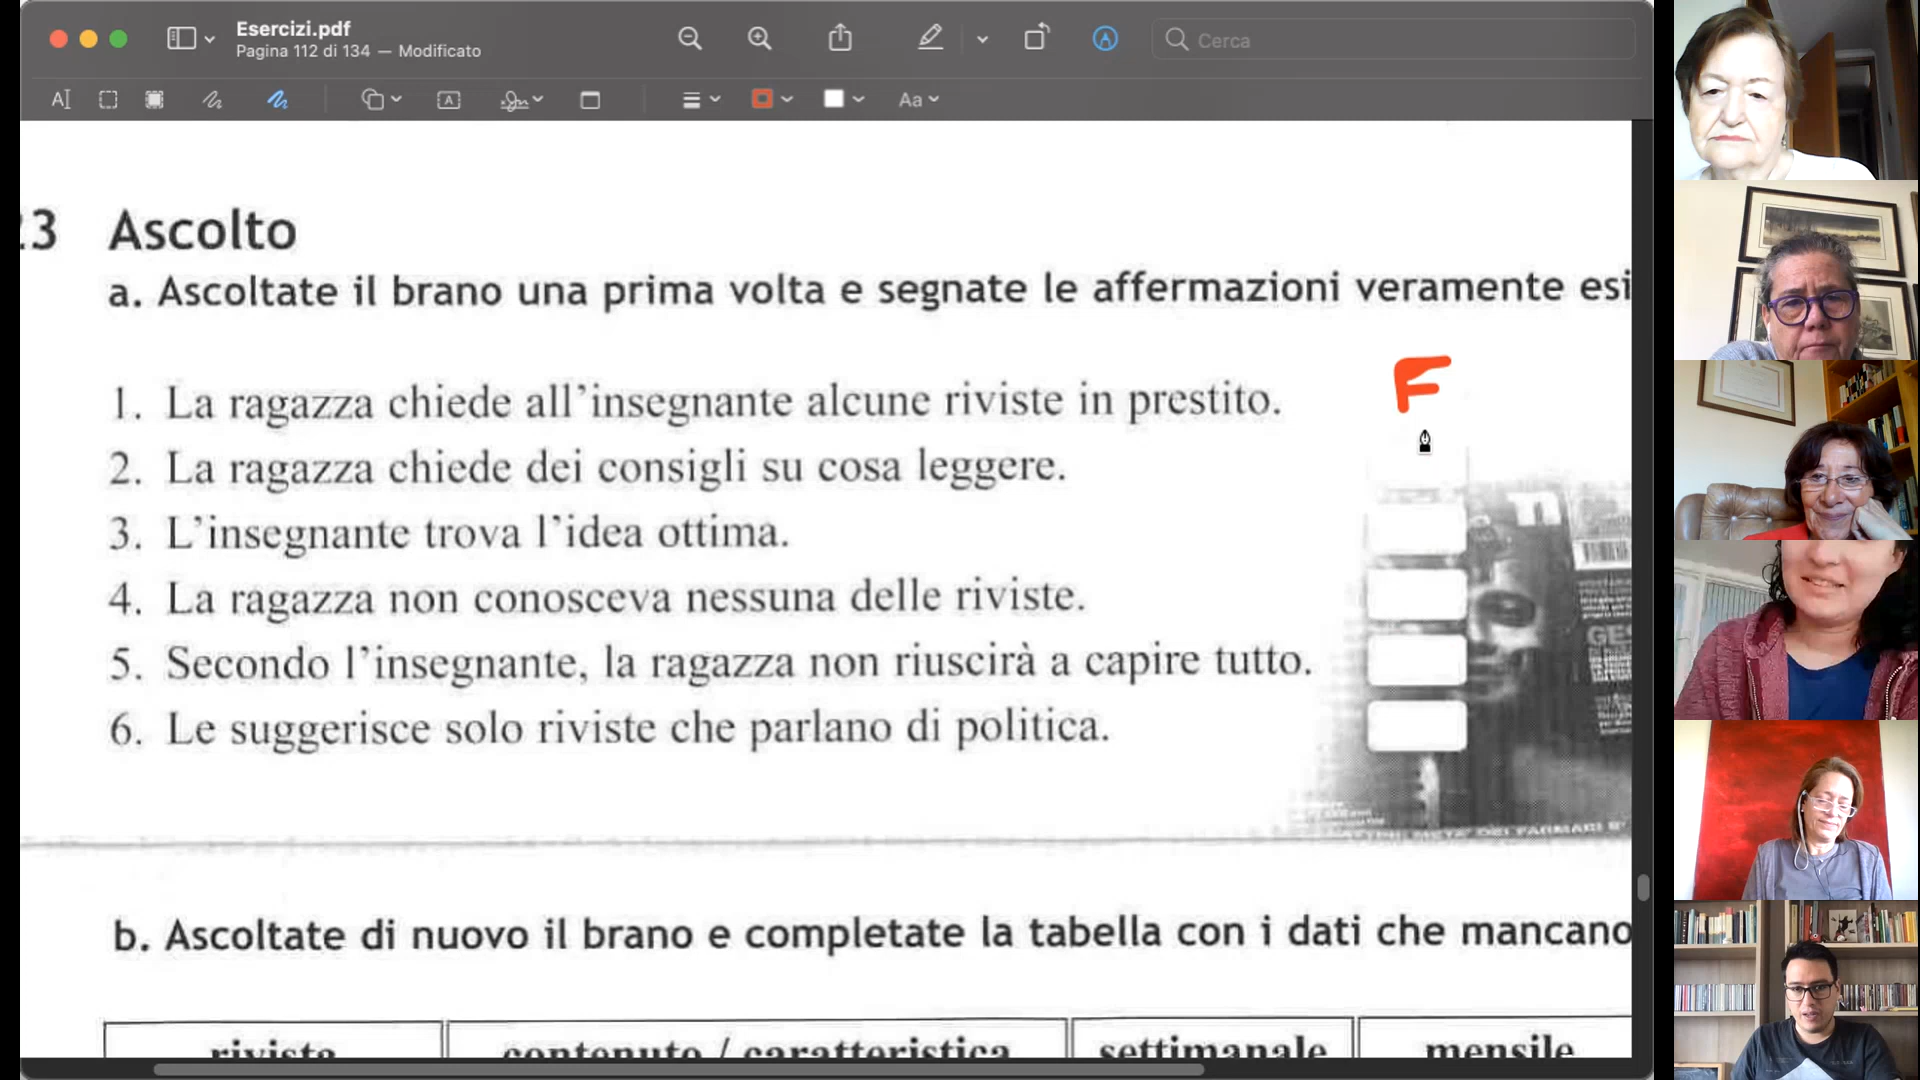 Esercizi.pdf
Pagina 112 di 134 — Modificato
Cerca
Aa
23 Ascolto
a. Ascoltate il brano una prima volta e segnate le affermazioni veramente esi
F
1. La ragazza chiede all'insegnante alcune riviste in prestito.
2. La ragazza chiede dei consigli su cosa leggere.
3. L'insegnante trova l'idea ottima.
4. La ragazza non conosceva nessuna delle riviste.
5. Secondo l'insegnante, la ragazza non riuscirà a capire tutto.
6. Le suggerisce solo riviste che parlano di politica.
b. Ascoltate di nuovo il brano e completate la tabella con i dati che mancano
rivista contenuto / caratteristica settimanale mensile